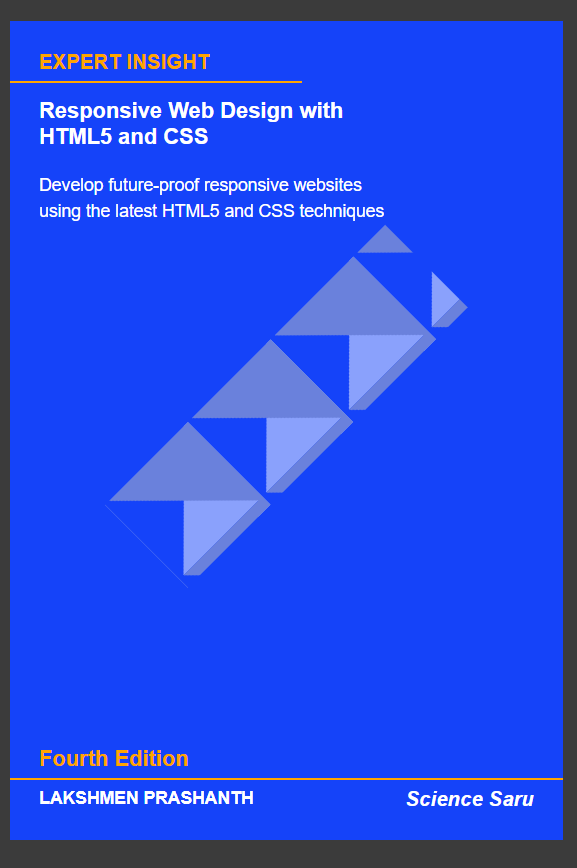 EXPERT INSIGHT
Responsive Web Design with
HTML5 and CSS
Develop future-proof responsive websites
using the latest HTML5 and CSS techniques
Fourth Edition
LAKSHMEN PRASHANTH
Science Saru